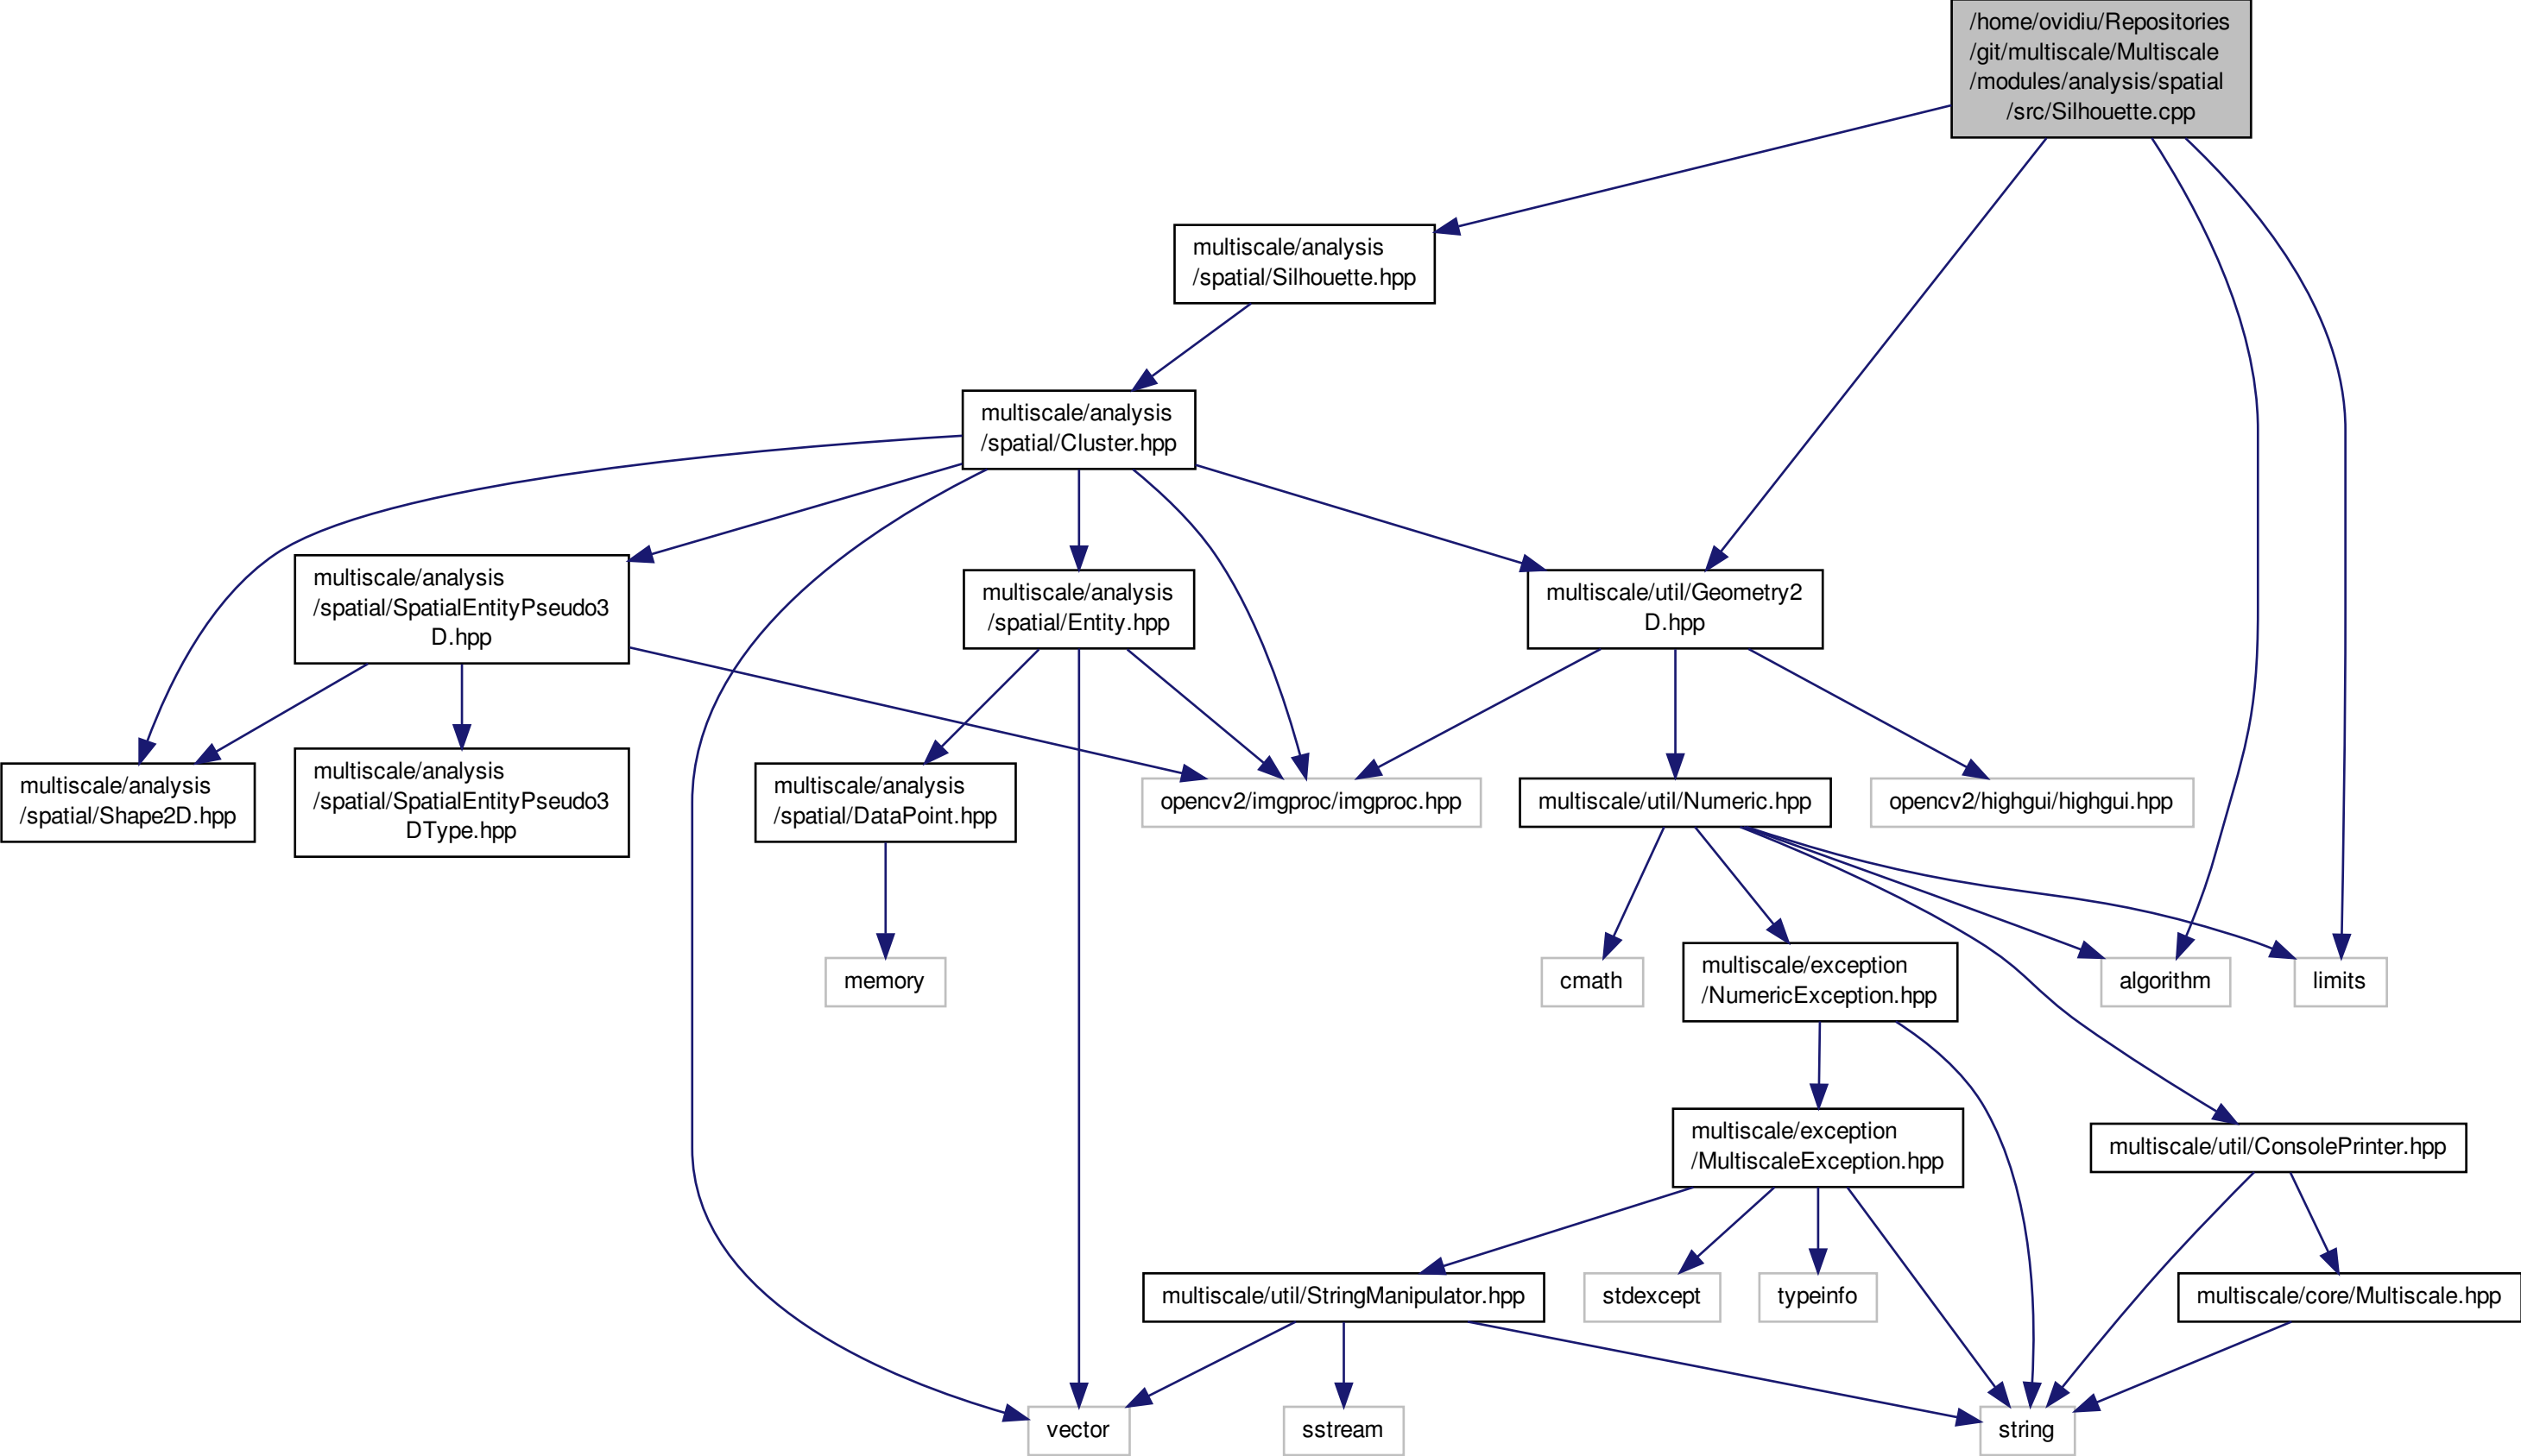 /home/ovidiu/Repositories
/git/multiscale/Multiscale
/modules/analysis/spatial
/src/Silhouette.cpp
multiscale/analysis
/spatial/Silhouette.hpp
multiscale/analysis
/spatial/Cluster.hpp
multiscale/analysis
/spatial/SpatialEntityPseudo3
D.hpp
multiscale/analysis
/spatial/Entity.hpp
multiscale/util/Geometry2
D.hpp
multiscale/analysis
/spatial/Shape2D.hpp
multiscale/analysis
/spatial/SpatialEntityPseudo3
DType.hpp
multiscale/analysis
/spatial/DataPoint.hpp
opencv2/imgproc/imgproc.hpp
multiscale/util/Numeric.hpp
opencv2/highgui/highgui.hpp
memory
cmath
multiscale/exception
/NumericException.hpp
algorithm
limits
multiscale/exception
/MultiscaleException.hpp
multiscale/util/ConsolePrinter.hpp
multiscale/util/StringManipulator.hpp
stdexcept
typeinfo
multiscale/core/Multiscale.hpp
vector
sstream
string